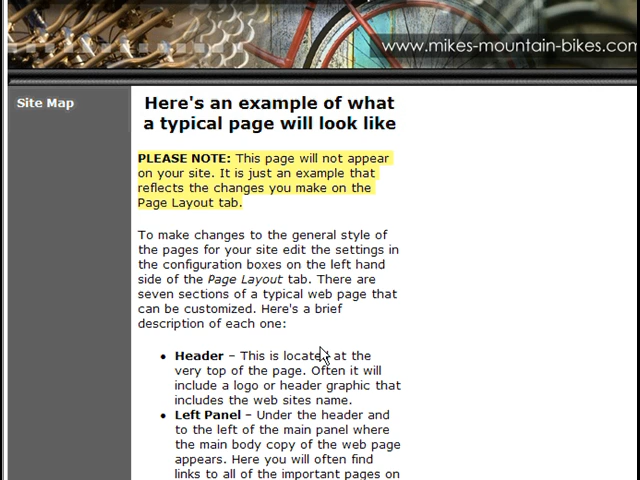 www.mikes-mountain-bikes.com
Site Map
Here's an example of what
a typical page will look like
PLEASE NOTE: This page will not appear
on your site. It is just an example that
reflects the changes you make on the
Page Layout tab.
To make changes to the general style of
the pages for your site edit the settings in
the configuration boxes on the left hand
side of the Page Layout tab. There are
seven sections of a typical web page that
can be customized. Here's a brief
description of each one:
• Header – This is located at the
very top of the page. Often it will
include a logo or header graphic that
includes the web sites name.
• Left Panel – Under the header and
to the left of the main panel where
the main body copy of the web page
appears. Here you will often find
links to all of the important pages on